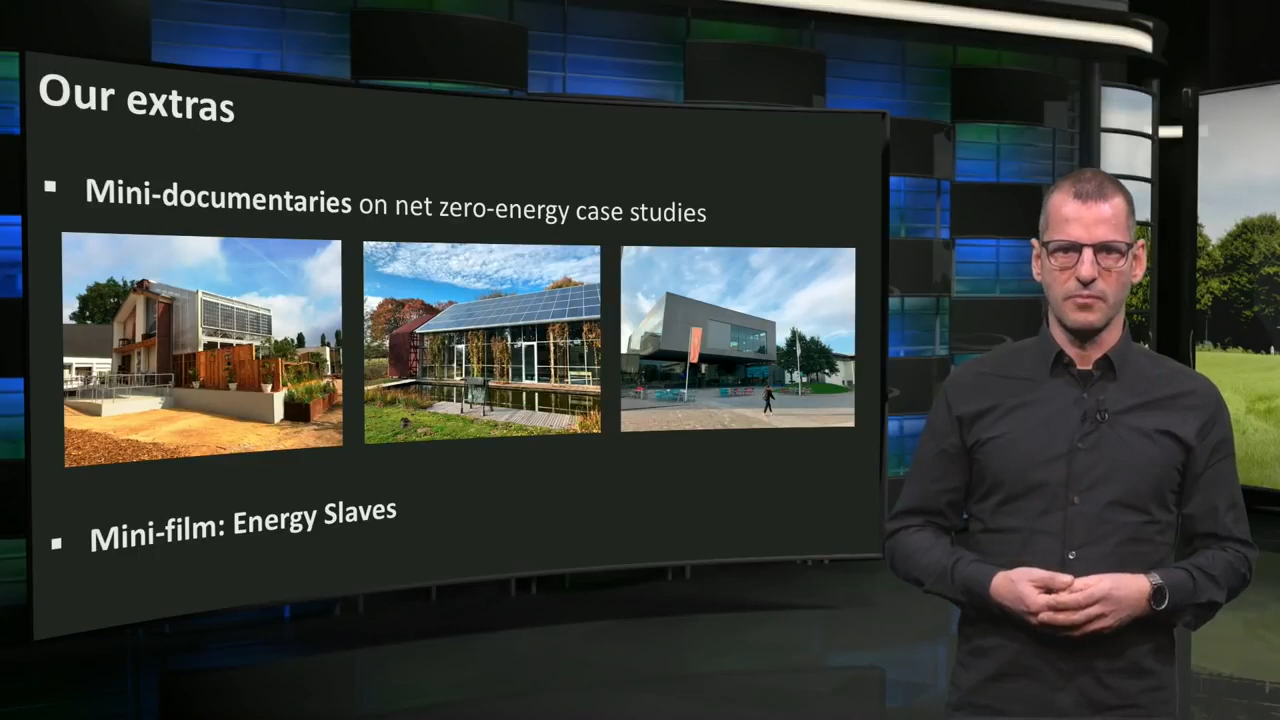 Our extras
▪ Mini-documentaries on net zero-energy case studies
▪ Mini-film: Energy Slaves